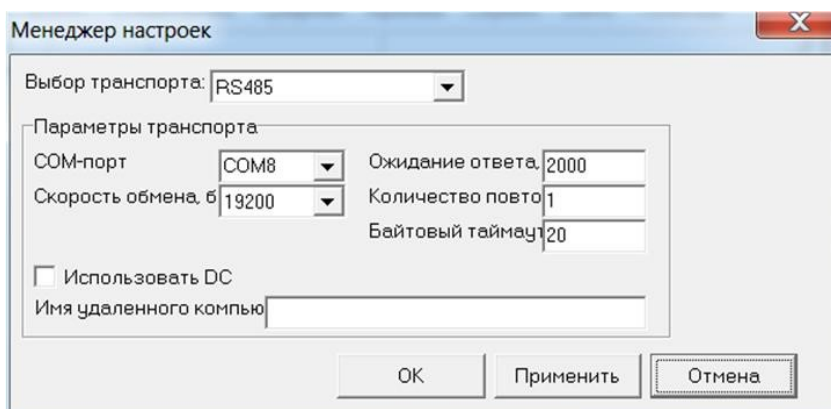 Менеджер настроек
Выбор транспорта: RS485
Параметры транспорта
COM-порт COM8 Ожидание ответа, 2000
Скорость обмена, б 19200 Количество повто 1
Байтовый таймаут 20
Использовать DC
Имя удаленного компью
OK Применить Отмена